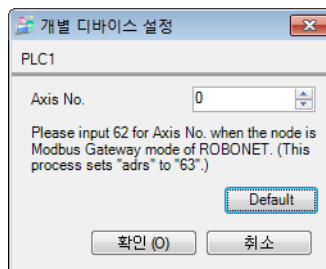 개별 디바이스 설정
PLC1
Axis No. 0
Please input 62 for Axis No. when the node is
Modbus Gateway mode of ROBONET. (This
process sets "adrs" to "63".)
Default
확인 (O) 취소